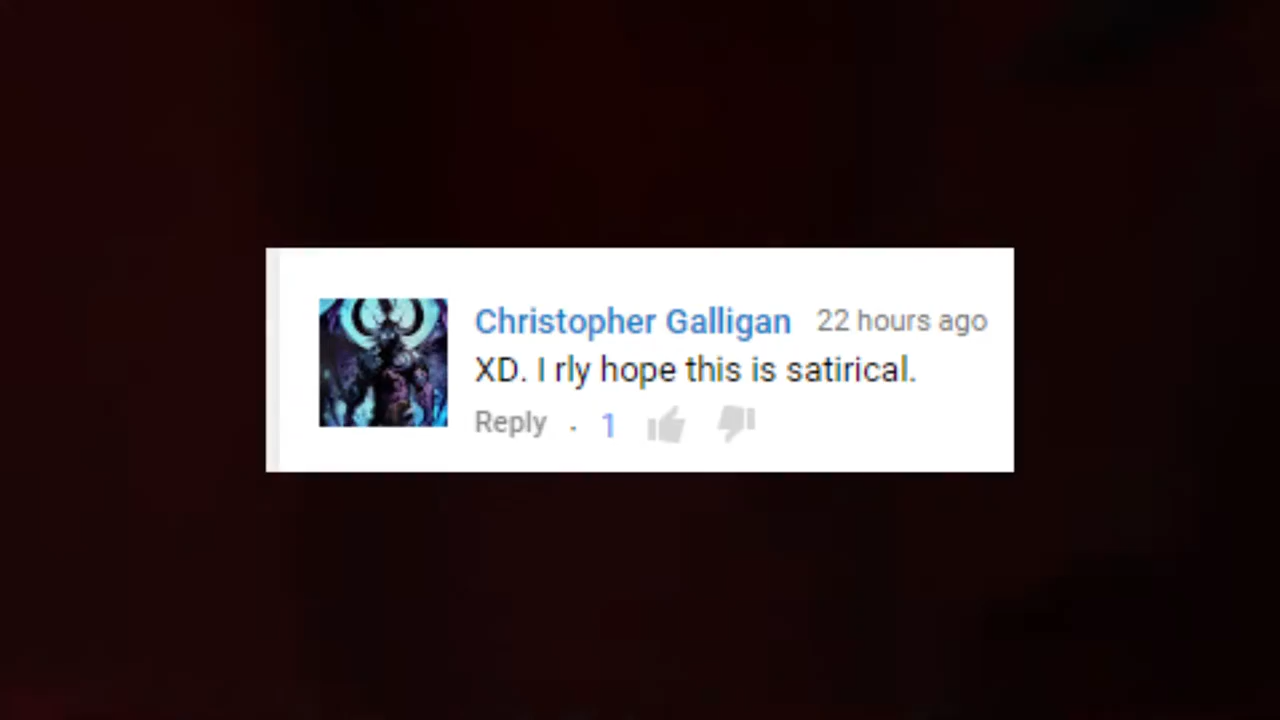 Christopher Galligan 22 hours ago
XD. I rly hope this is satirical.
Reply · 1